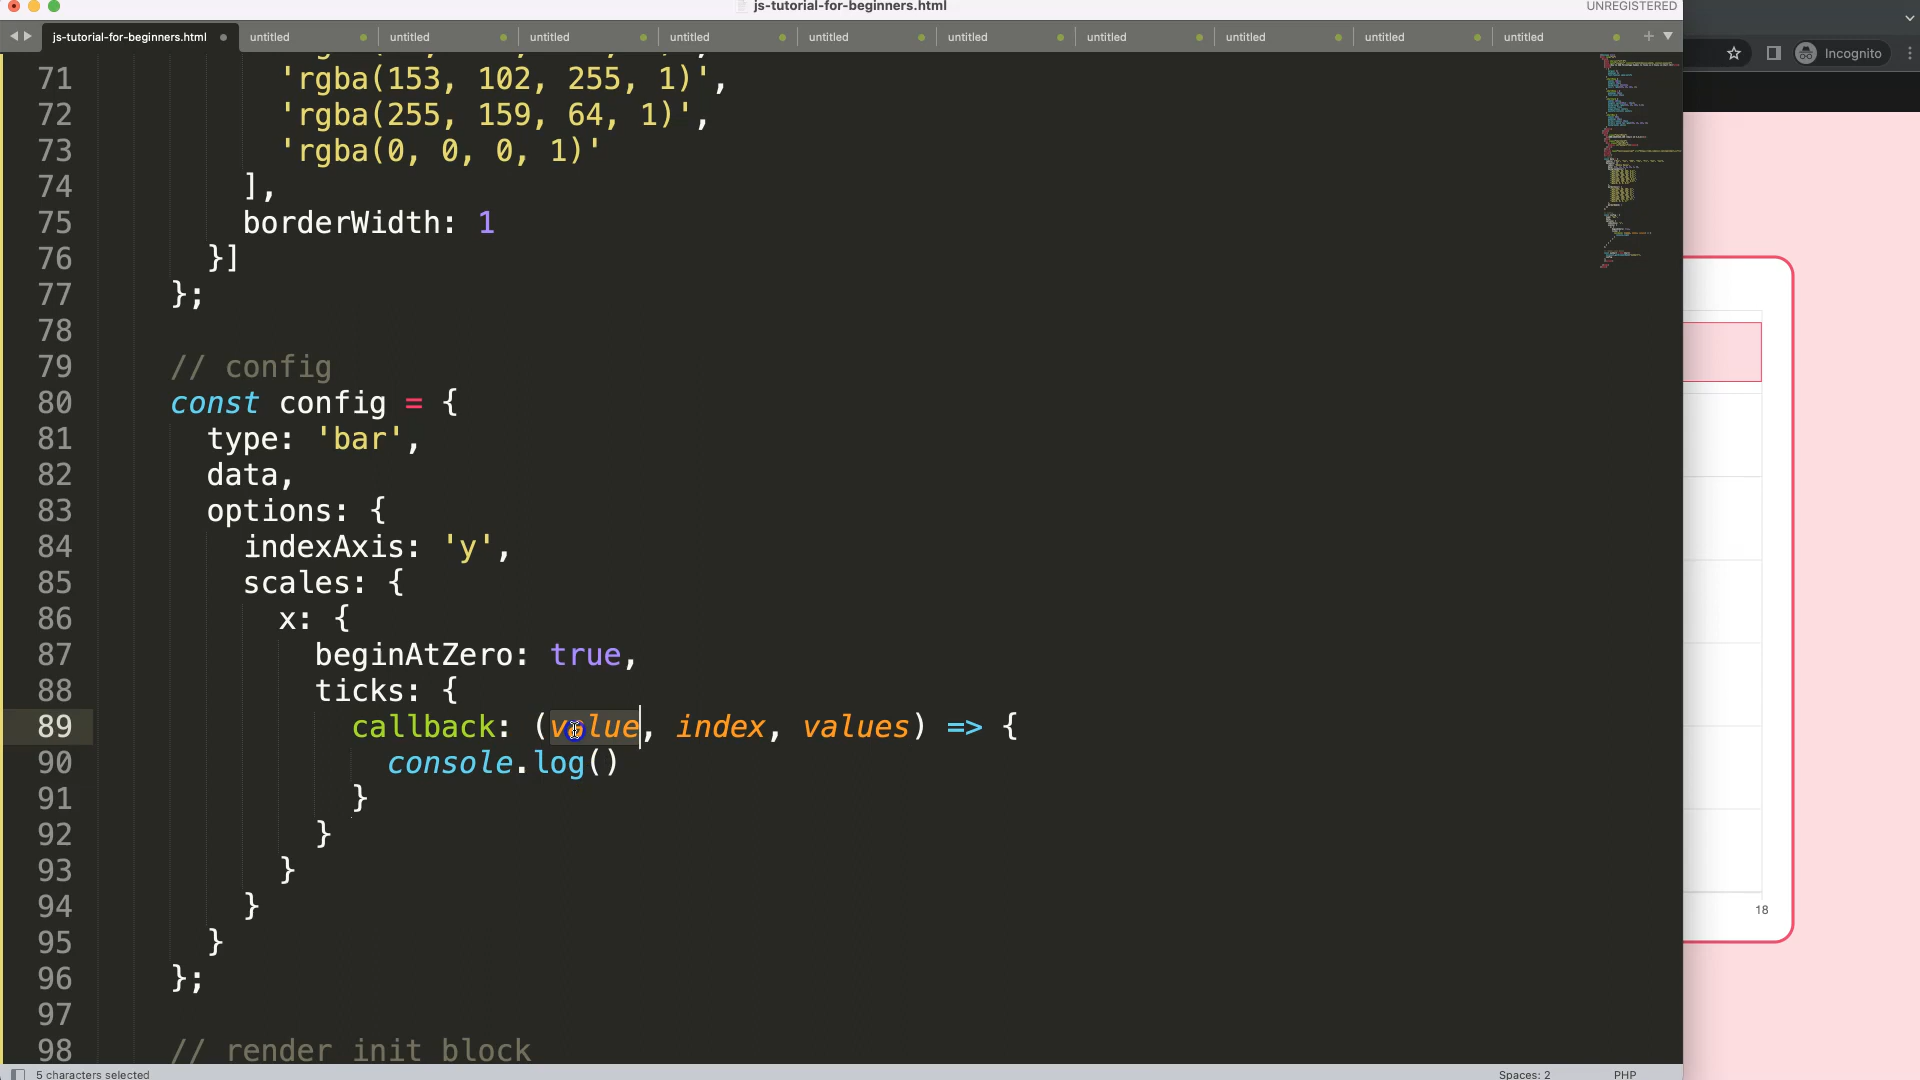 js-tutorial-for-beginners.html
UNREGISTERED
js-tutorial-for-beginners.html
untitled
untitled
untitled
untitled
untitled
untitled
untitled
untitled
untitled
untitled
Incognito
71 'rgba(153, 102, 255, 1)',
72 'rgba(255, 159, 64, 1)',
73 'rgba(0, 0, 0, 1)'
74 ],
75 borderWidth: 1
76 }]
77 };
78
79 // config
80 const config = {
81 type: 'bar',
82 data,
83 options: {
84 indexAxis: 'y',
85 scales: {
86 x: {
87 beginAtZero: true,
88 ticks: {
89 callback: (value, index, values) => {
90 console.log()
91 }
92 }
93 }
94 }
95 }
96 };
97
98 // render init block
18
5 characters selected
Spaces: 2
PHP